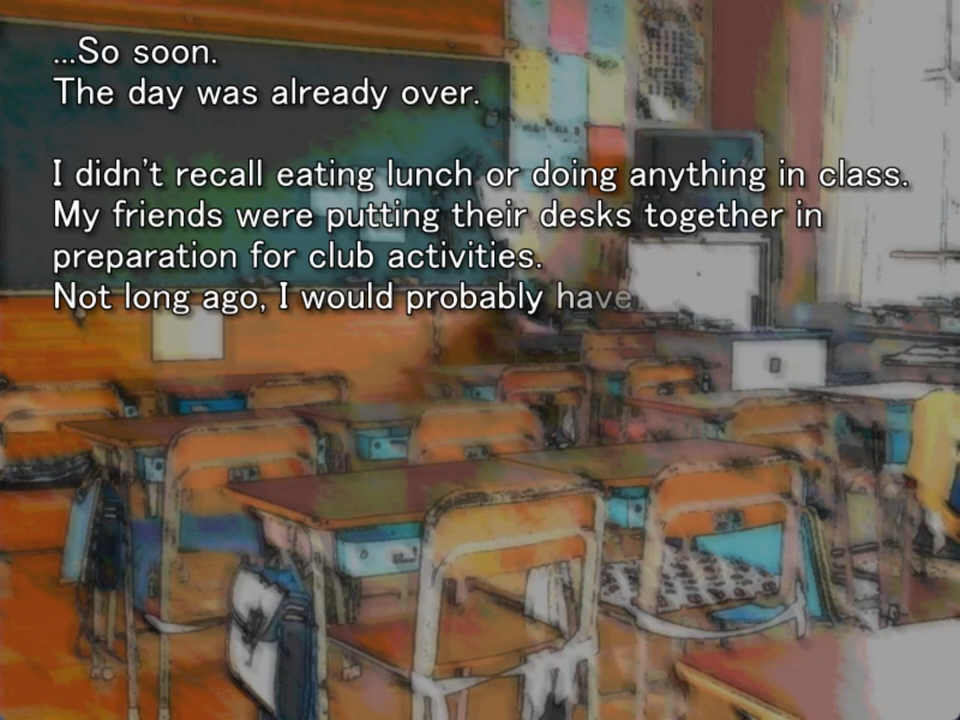 ...So soon.
The day was already over.
I didn't recall eating lunch or doing anything in class.
My friends were putting their desks together in
preparation for club activities.
Not long ago, I would probably have